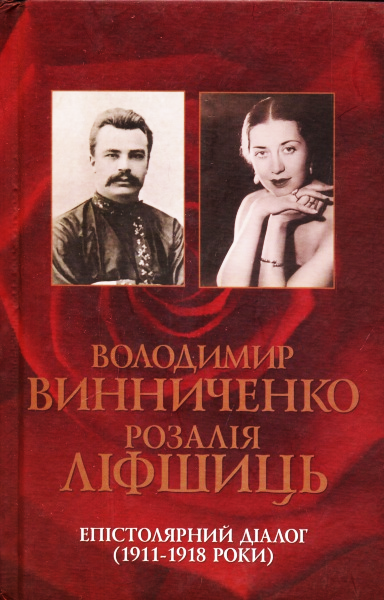 ВОЛОДИМИР
ВИННИЧЕНКО
РОЗАЛІЯ
ЛІФШИЦЬ
ЕПІСТОЛЯРНИЙ ДІАЛОГ
(1911-1918 РОКИ)